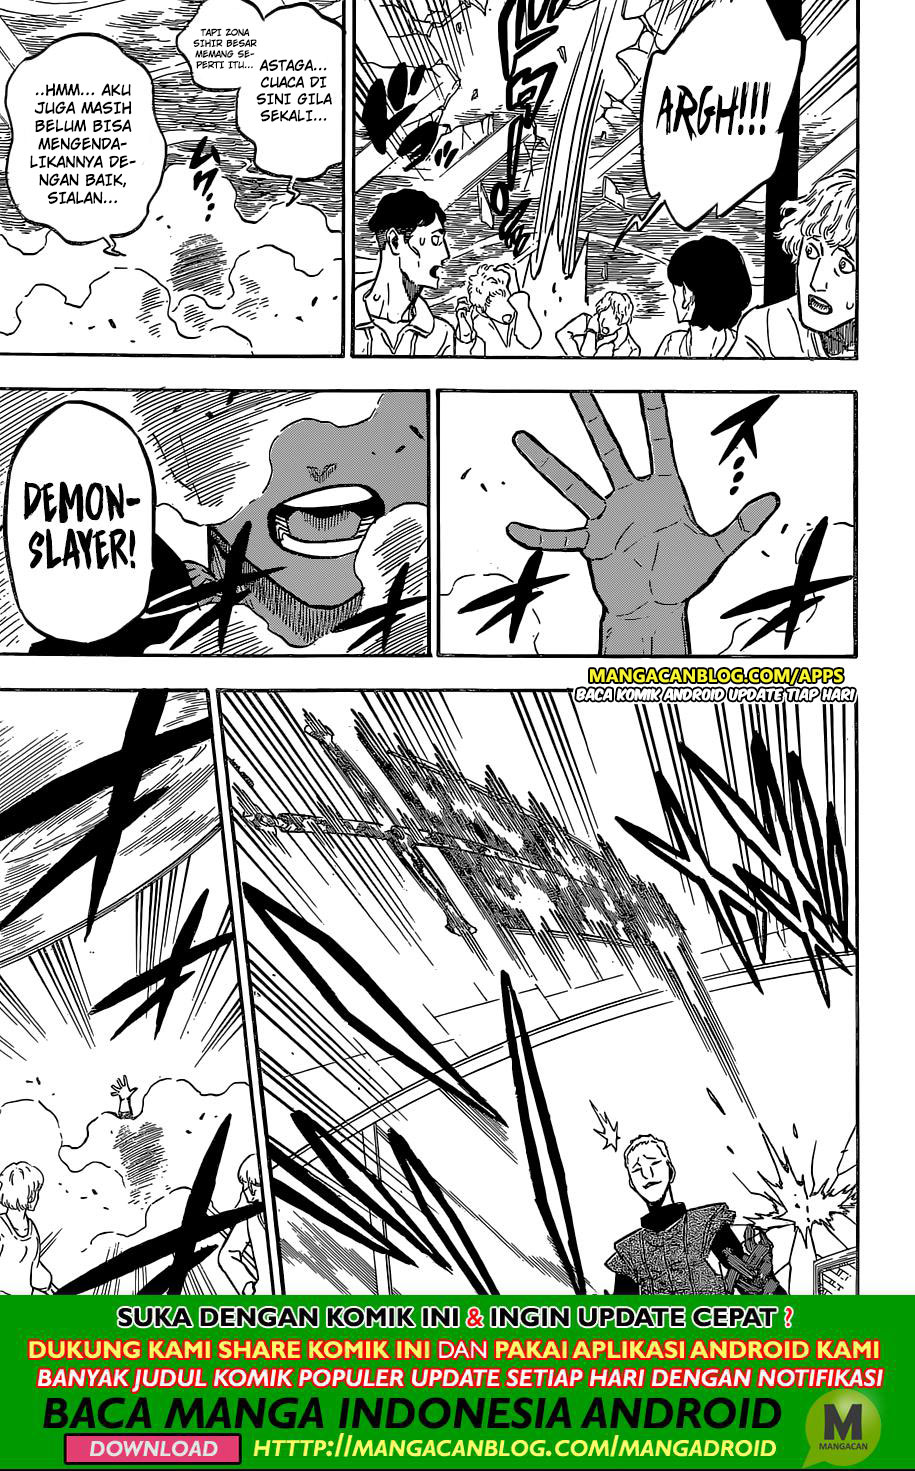 ARGH!!!
ASTAGA...
CUACA DI
SINI GILA
SEKALI...
TAPI ZONA
SIHIR BESAR
MEMANG SE-
PERTI ITU...
..HMM... AKU
JUGA MASIH
BELUM BISA
MENGENDA-
LIKANNYA DE-
NGAN BAIK,
SIALAN...
DEMON-
SLAYER!
MANGACANBLOG.COM/APPS
BACA KOMIK ANDROID UPDATE TIAP HARI
SUKA DENGAN KOMIK INI & INGIN UPDATE CEPAT ?
DUKUNG KAMI SHARE KOMIK INI DAN PAKAI APLIKASI ANDROID KAMI
BANYAK JUDUL KOMIK POPULER UPDATE SETIAP HARI DENGAN NOTIFIKASI
BACA MANGA INDONESIA ANDROID
M
MANGACAN
DOWNLOAD HTTTP://MANGACANBLOG.COM/MANGADROID